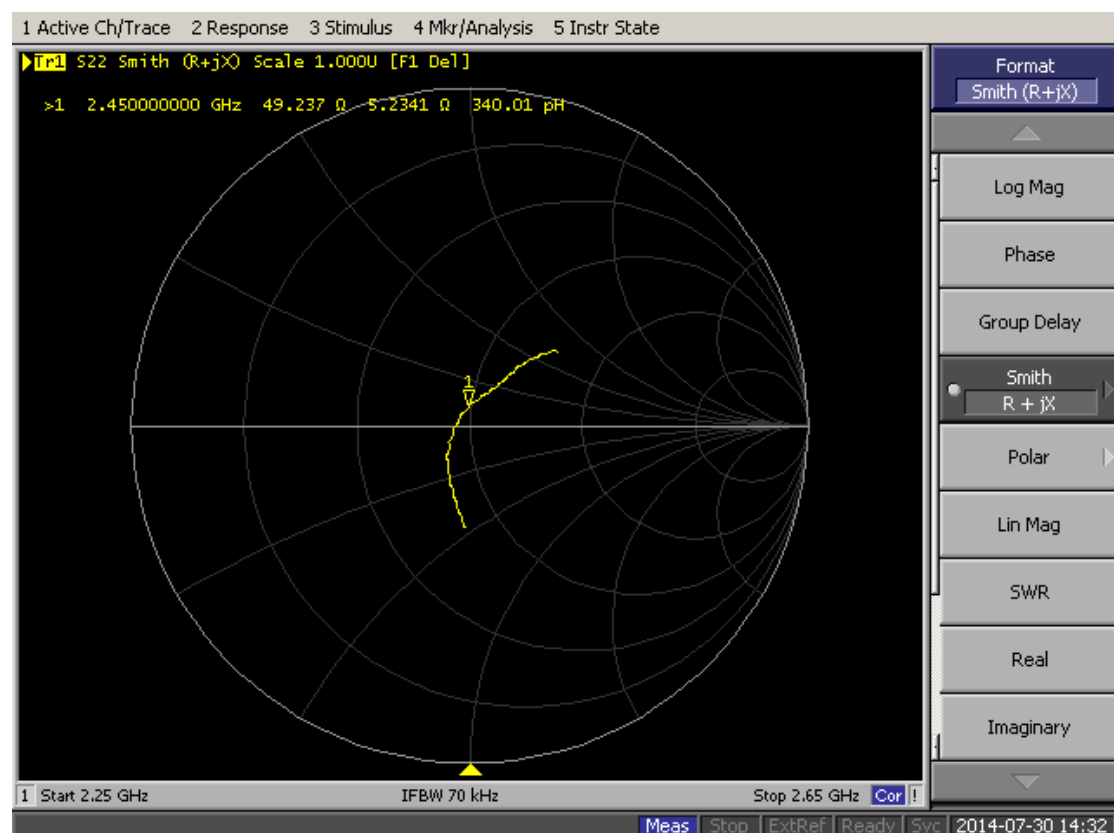 1 Active Ch/Trace 2 Response 3 Stimulus 4 Mkr/Analysis 5 Instr State
Tr1 S22 Smith (R+jX) Scale 1.000U [F1 Del]
>1 2.450000000 GHz 49.237 Ω 5.2341 Ω 340.01 pH
1
Format
Smith (R+jX)
Log Mag
Phase
Group Delay
Smith
R + jX
Polar
Lin Mag
SWR
Real
Imaginary
1 Start 2.25 GHz IFBW 70 kHz Stop 2.65 GHz Cor !
Meas Stop ExtRef Ready Svc 2014-07-30 14:32